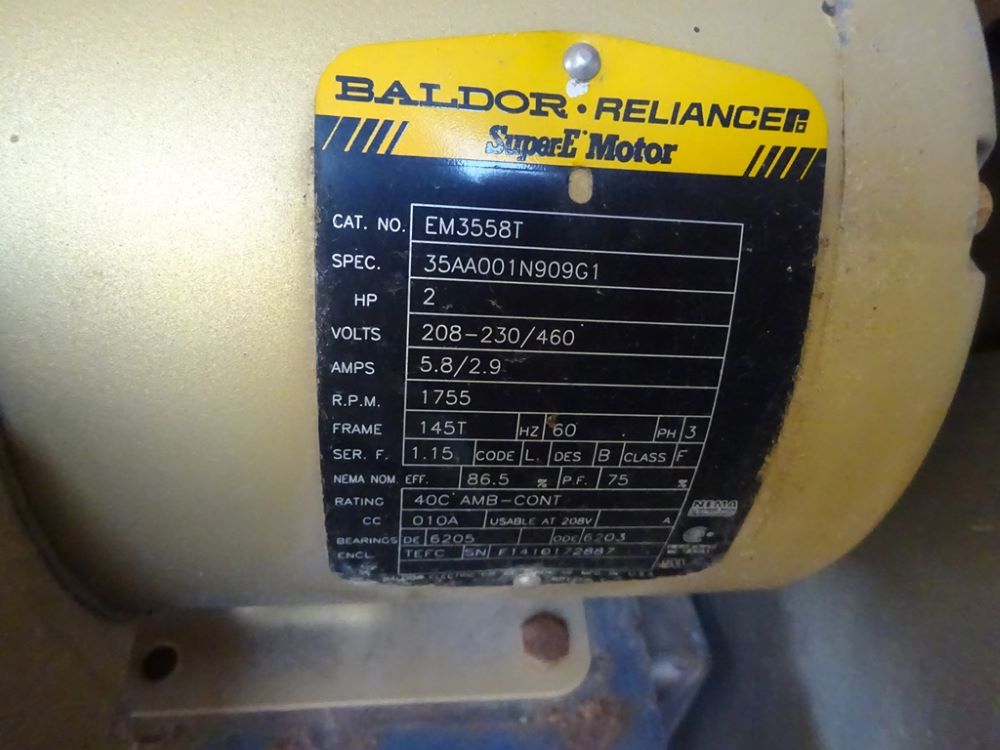 BALDOR • RELIANCE
Super-E Motor
CAT. NO. EM3558T
SPEC. 35AA001N909G1
HP 2
VOLTS 208-230/460
AMPS 5.8/2.9
R.P.M. 1755
FRAME 145T HZ 60 PH 3
SER. F. 1.15 CODE L DES B CLASS F
NEMA NOM. EFF. 86.5 % P.F. 75 %
RATING 40C AMB-CONT
CC 010A USABLE AT 208V A
BEARINGS DE 6205 ODE 6203
ENCL. TEFC SN F1410172887
NEMA
BALDOR ELECTRIC